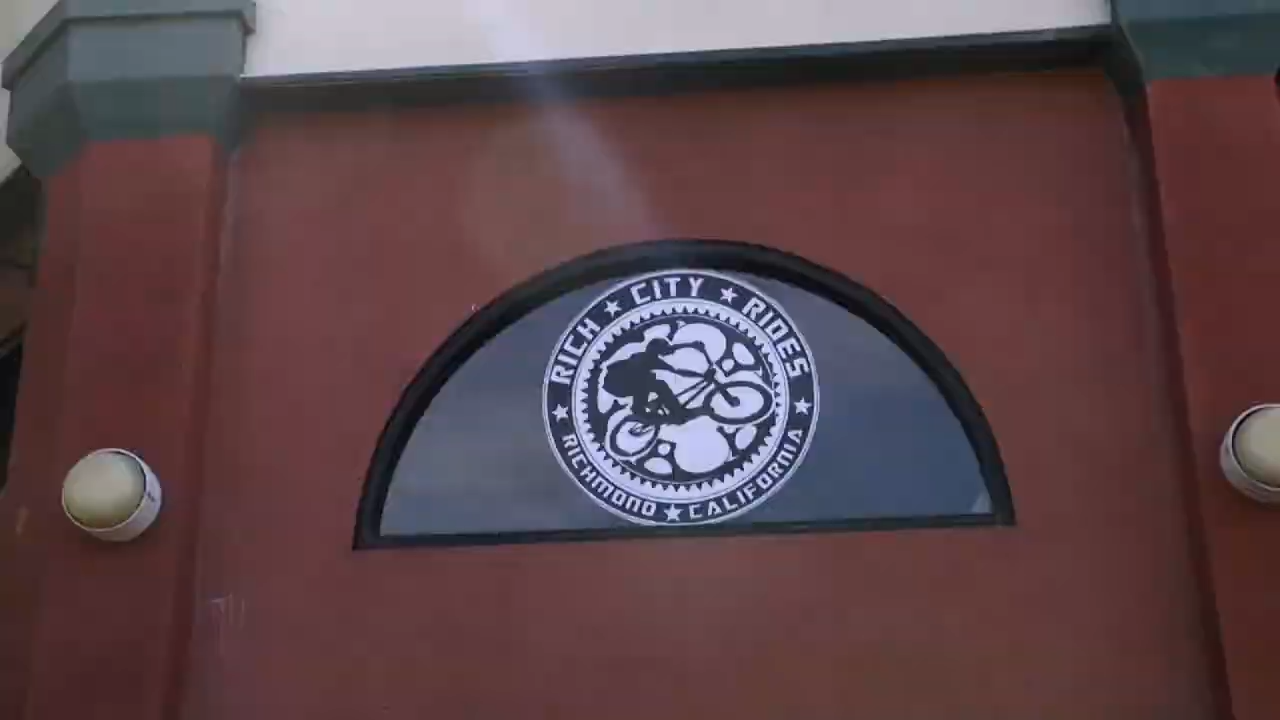 RICH ★ CITY ★ RIDES
★ RICHMOND ★ CALIFORNIA ★